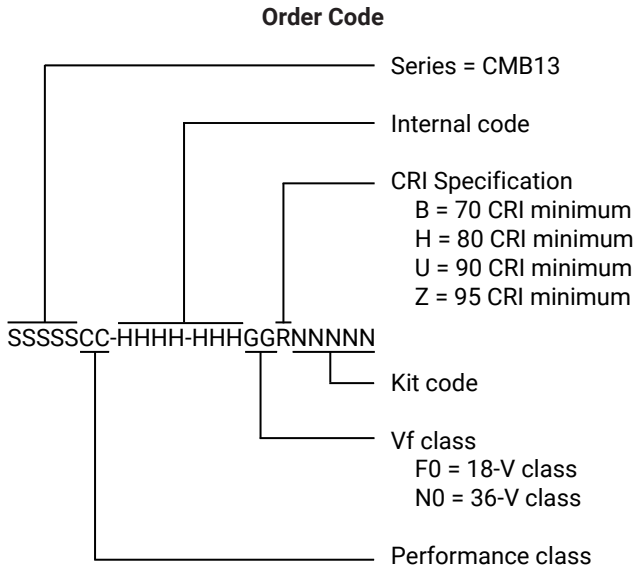 Order Code
Series = CMB13
Internal code
CRI Specification
B = 70 CRI minimum
H = 80 CRI minimum
U = 90 CRI minimum
Z = 95 CRI minimum
SSSSSCC-HHHH-HHHGGRNNNNN
Kit code
Vf class
F0 = 18-V class
N0 = 36-V class
Performance class